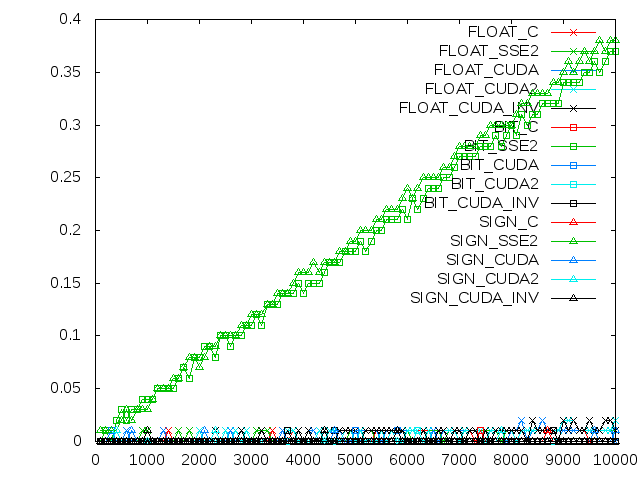 0.4
0.35
0.3
0.25
0.2
0.15
0.1
0.05
0
FLOAT_C
FLOAT_SSE2
FLOAT_CUDA
FLOAT_CUDA2
FLOAT_CUDA_INV
BIT_C
BIT_SSE2
BIT_CUDA
BIT_CUDA2
BIT_CUDA_INV
SIGN_C
SIGN_SSE2
SIGN_CUDA
SIGN_CUDA2
SIGN_CUDA_INV
0 1000 2000 3000 4000 5000 6000 7000 8000 9000 10000